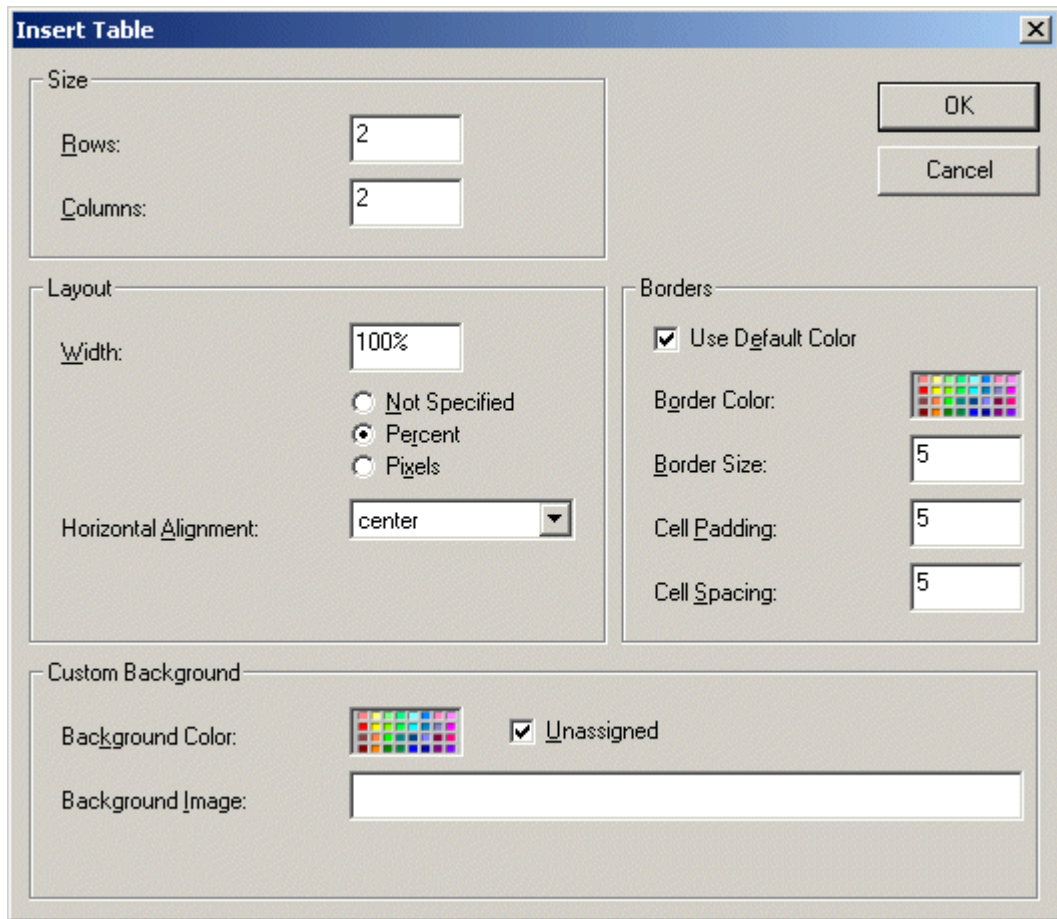 Insert Table
Size
Rows: 2
Columns: 2
OK
Cancel
Layout
Width: 100%
Not Specified
Percent
Pixels
Horizontal Alignment: center
Borders
Use Default Color
Border Color:
Border Size: 5
Cell Padding: 5
Cell Spacing: 5
Custom Background
Background Color: Unassigned
Background Image: